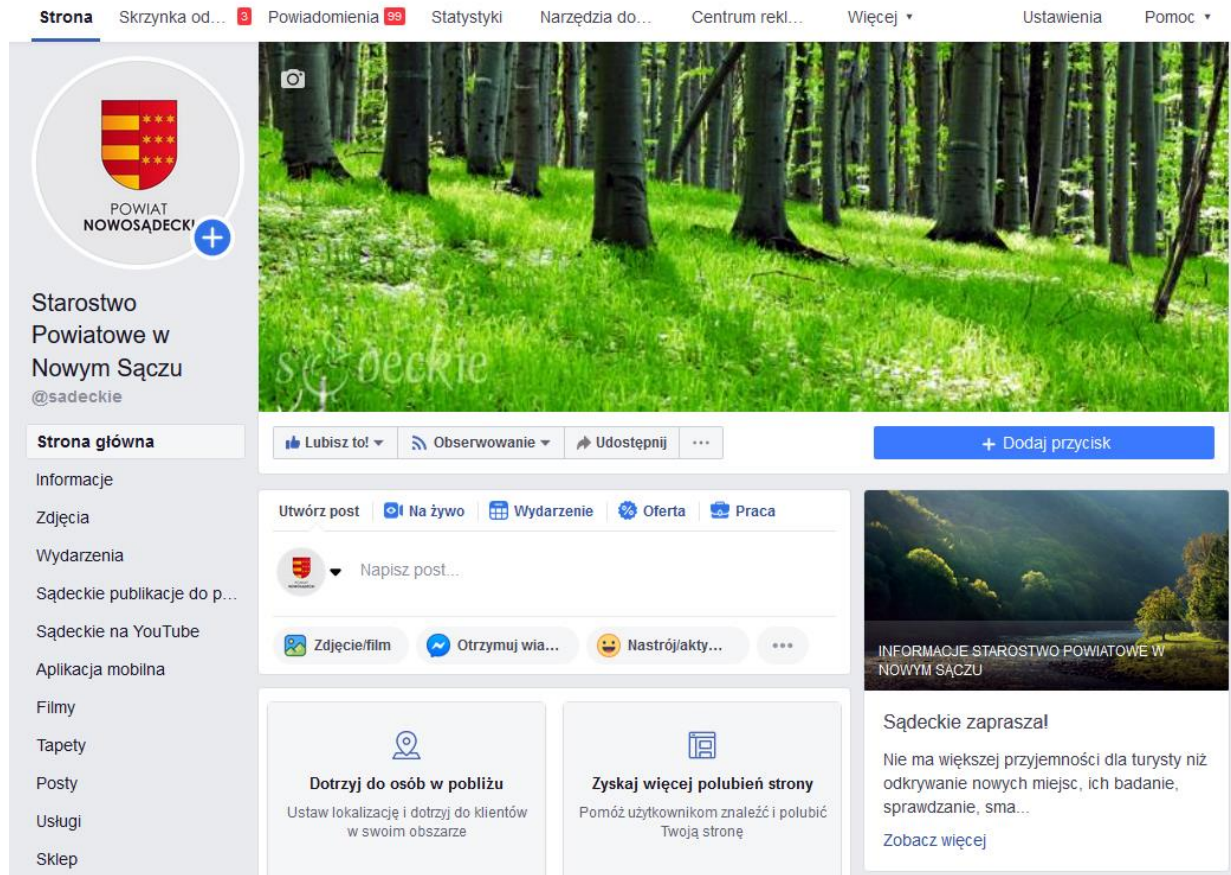 Strona Skrzynka od... 3 Powiadomienia 99 Statystyki Narzędzia do... Centrum rekl... Więcej Ustawienia Pomoc
POWIAT
NOWOSĄDECKI
Starostwo
Powiatowe w
Nowym Sączu
@sadeckie
Strona główna
Informacje
Zdjęcia
Wydarzenia
Sądeckie publikacje do p...
Sądeckie na YouTube
Aplikacja mobilna
Filmy
Tapety
Posty
Usługi
Sklep
sądeckie
Lubisz to! Obserwowanie Udostępnij ...
+ Dodaj przycisk
Utwórz post Na żywo Wydarzenie Oferta Praca
Napisz post...
Zdjęcie/film Otrzymuj wia... Nastrój/akty... ...
Dotrzyj do osób w pobliżu
Ustaw lokalizację i dotrzyj do klientów
w swoim obszarze
Zyskaj więcej polubień strony
Pomóż użytkownikom znaleźć i polubić
Twoją stronę
INFORMACJE STAROSTWO POWIATOWE W
NOWYM SĄCZU
Sądeckie zaprasza!
Nie ma większej przyjemności dla turysty niż
odkrywanie nowych miejsc, ich badanie,
sprawdzanie, sma...
Zobacz więcej